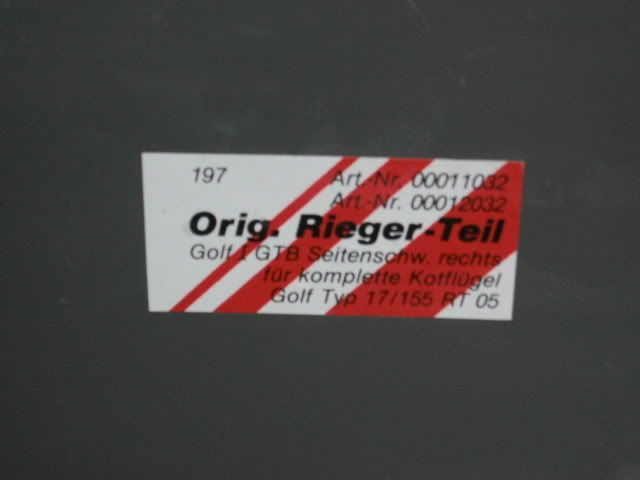 197 Art.-Nr. 00011032
Art.-Nr. 00012032
Orig. Rieger-Teil
Golf I GTB Seitenschw. rechts
für komplette Kotflügel
Golf Typ 17/155 RT 05